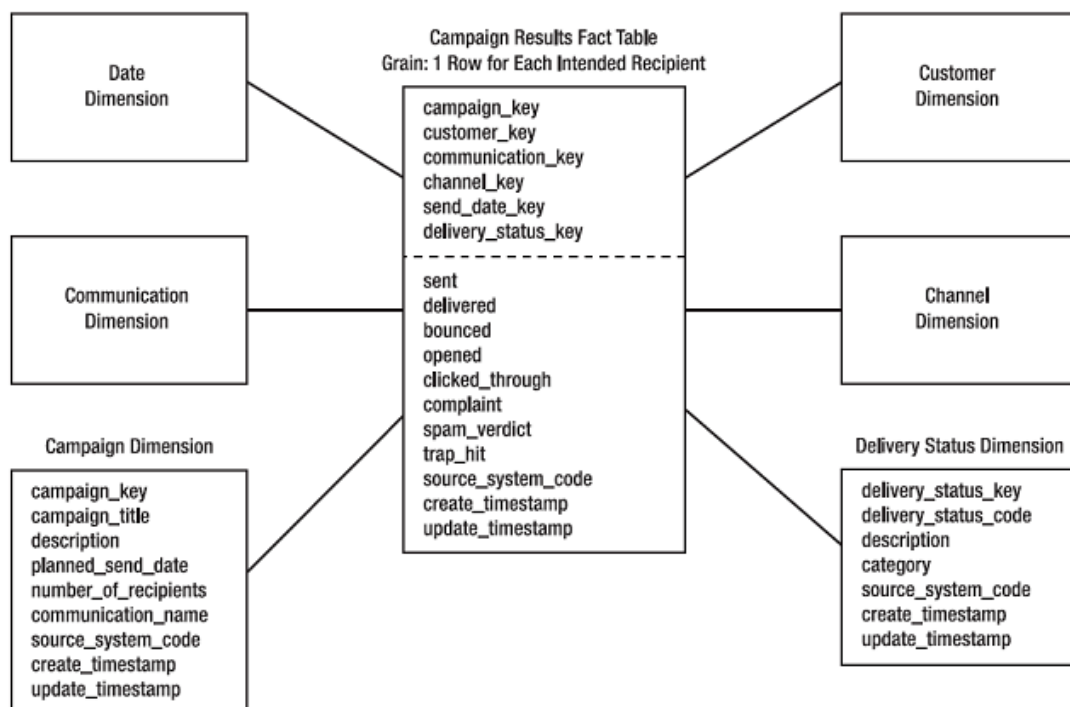 Campaign Results Fact Table
Grain: 1 Row for Each Intended Recipient
Date
Dimension
campaign_key
customer_key
communication_key
channel_key
send_date_key
delivery_status_key
sent
delivered
bounced
opened
clicked_through
complaint
spam_verdict
trap_hit
source_system_code
create_timestamp
update_timestamp
Customer
Dimension
Communication
Dimension
Channel
Dimension
Campaign Dimension
campaign_key
campaign_title
description
planned_send_date
number_of_recipients
communication_name
source_system_code
create_timestamp
update_timestamp
Delivery Status Dimension
delivery_status_key
delivery_status_code
description
category
source_system_code
create_timestamp
update_timestamp